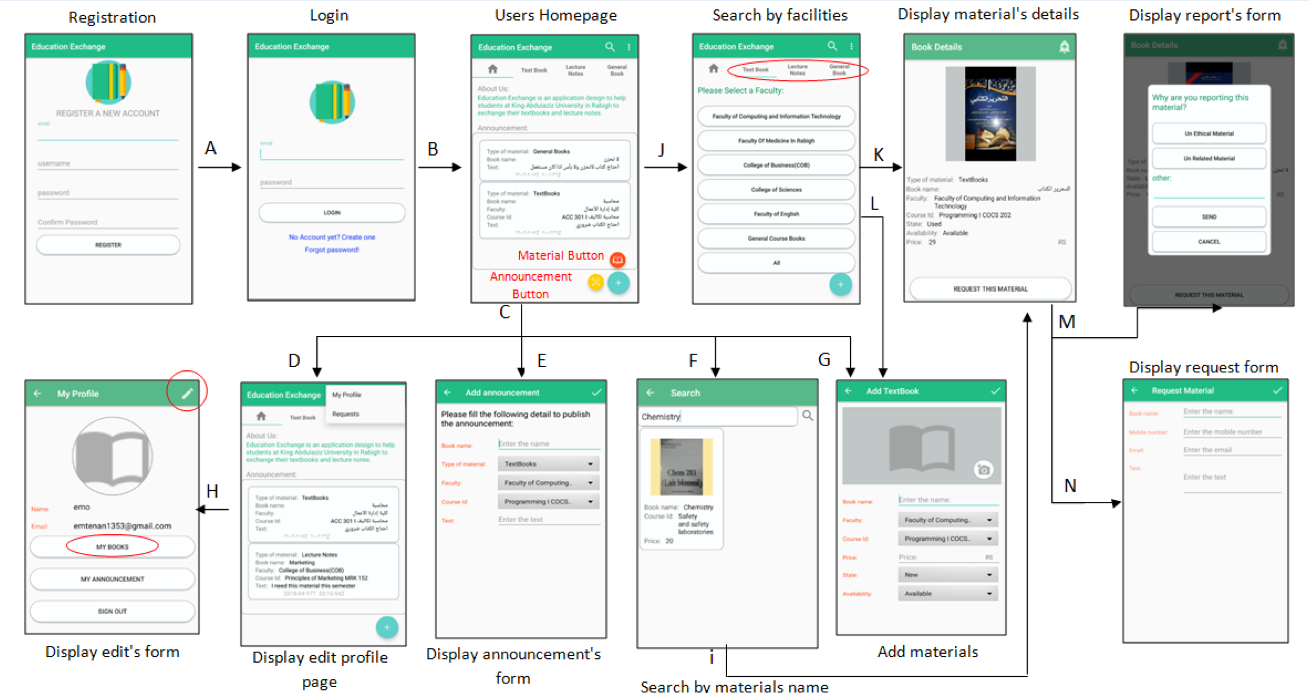 Registration
Login
Users Homepage
Search by facilities
Display material's details
Display report's form
Education Exchange
REGISTER A NEW ACCOUNT
email
username
password
Confirm Password
REGISTER
A
Education Exchange
email
password
LOGIN
No Account yet? Create one
Forgot password!
B
Education Exchange
Text Book
Lecture Notes
General Book
About Us:
Education Exchange is an application design to help
students at King Abdulaziz University in Rabigh to
exchange their textbooks and lecture notes.
Announcement:
Type of material: General Books
Book name: لا تحزن
Text:
Type of material: TextBooks
Book name: محاسبة
Faculty: كلية إدارة الأعمال
Course Id: ACC 301 محاسبة تكاليف ا
Text: احتاج الكتاب ضروري
Material Button
Announcement
Button
J
Education Exchange
Text Book
Lecture Notes
General Book
Please Select a Faculty:
Faculty of Computing and Information Technology
Faculty Of Medicine In Rabigh
College of Business(COB)
College of Sciences
Faculty of English
General Course Books
All
K
L
Book Details
التحرير الكتابي
Type of material: TextBooks
Book name: التحرير الكتابي
Faculty: Faculty of Computing and Information
Technology
Course Id: Programming I COCS 202
State: Used
Availability: Available
Price: 29 RS
REQUEST THIS MATERIAL
Book Details
Why are you reporting this
material?
Un Ethical Material
Un Related Material
other:
SEND
CANCEL
REQUEST THIS MATERIAL
C
D
E
F
G
M
My Profile
Name emo
Email emtenan1353@gmail.com
MY BOOKS
MY ANNOUNCEMENT
SIGN OUT
Display edit's form
H
Education Exchange
My Profile
Requests
Text Book
About Us:
Education Exchange is an application design to help
students at King Abdulaziz University in Rabigh to
exchange their textbooks and lecture notes.
Announcement:
Type of material: TextBooks
Book name: محاسبة
Faculty: كلية إدارة الأعمال
Course Id: ACC 301 محاسبة تكاليف ا
Text: احتاج الكتاب ضروري
Type of material: Lecture Notes
Book name: Marketing
Faculty: College of Business(COB)
Course Id: Principles of Marketing MRK 152
Text: I need this material this semester
Display edit profile
page
Add announcement
Please fill the following detail to publish
the announcement:
Book name: Enter the name
Type of material: TextBooks
Faculty: Faculty of Computing..
Course Id: Programming I COCS..
Text: Enter the text
Display announcement's
form
Search
Chemistry
Chem 281
(Lab Manual)
Book name: Chemistry
Course Id: Safety
and safety
laboratories
Price: 20
i
Search by materials name
Add TextBook
Book name: Enter the name:
Faculty: Faculty of Computing..
Course Id: Programming I COCS..
Price: Price: RS
State: New
Availability: Available
Add materials
N
Display request form
Request Material
Book name: Enter the name:
Mobile number: Enter the mobile number
Email: Enter the email
Text: Enter the text